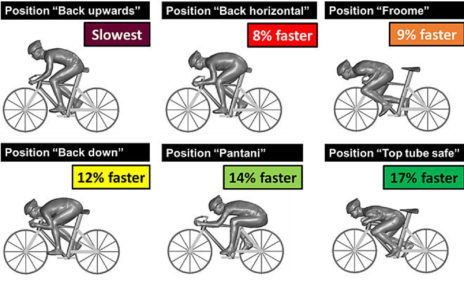 Position “Back upwards”
Slowest
Position “Back horizontal”
8% faster
Position “Froome”
9% faster
Position “Back down”
12% faster
Position “Pantani”
14% faster
Position “Top tube safe”
17% faster